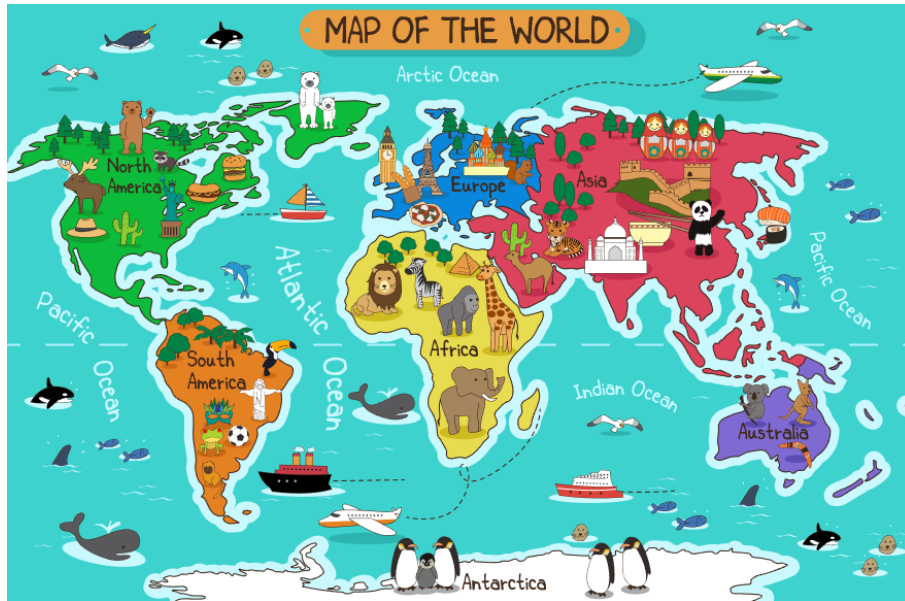 MAP OF THE WORLD
Arctic Ocean
North
America
Europe
Asia
Atlantic
Ocean
Pacific
Ocean
Pacific Ocean
Africa
South
America
Indian Ocean
Australia
Antarctica